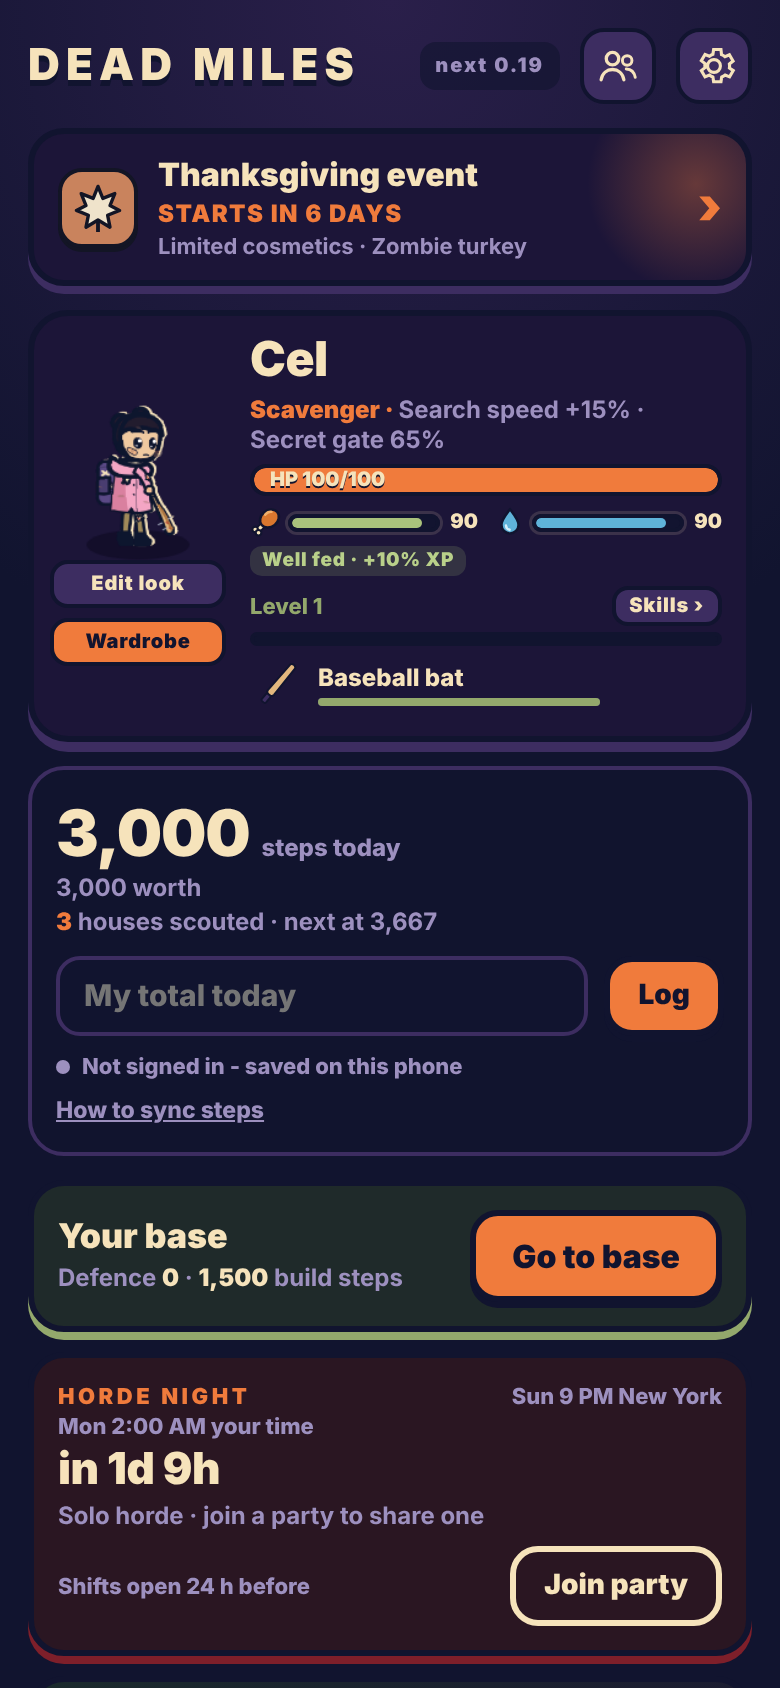 DEAD MILES
next 0.19
Thanksgiving event
STARTS IN 6 DAYS
Limited cosmetics · Zombie turkey
›
Cel
Scavenger · Search speed +15% ·
Secret gate 65%
HP 100/100
90
90
Well fed · +10% XP
Edit look
Level 1
Skills ›
Wardrobe
Baseball bat
3,000 steps today
3,000 worth
3 houses scouted · next at 3,667
My total today
Log
Not signed in - saved on this phone
How to sync steps
Your base
Defence 0 · 1,500 build steps
Go to base
HORDE NIGHT
Sun 9 PM New York
Mon 2:00 AM your time
in 1d 9h
Solo horde · join a party to share one
Shifts open 24 h before
Join party